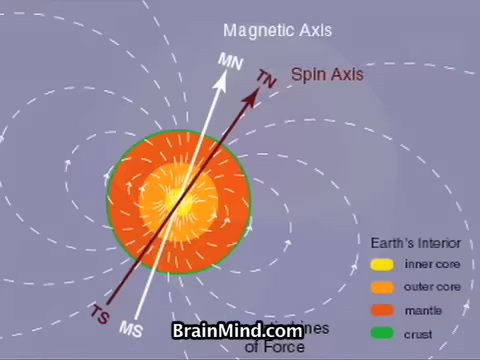 Magnetic Axis
MN
TN
Spin Axis
Earth's Interior
inner core
outer core
mantle
crust
TS
MS
BrainMind.com
of Force